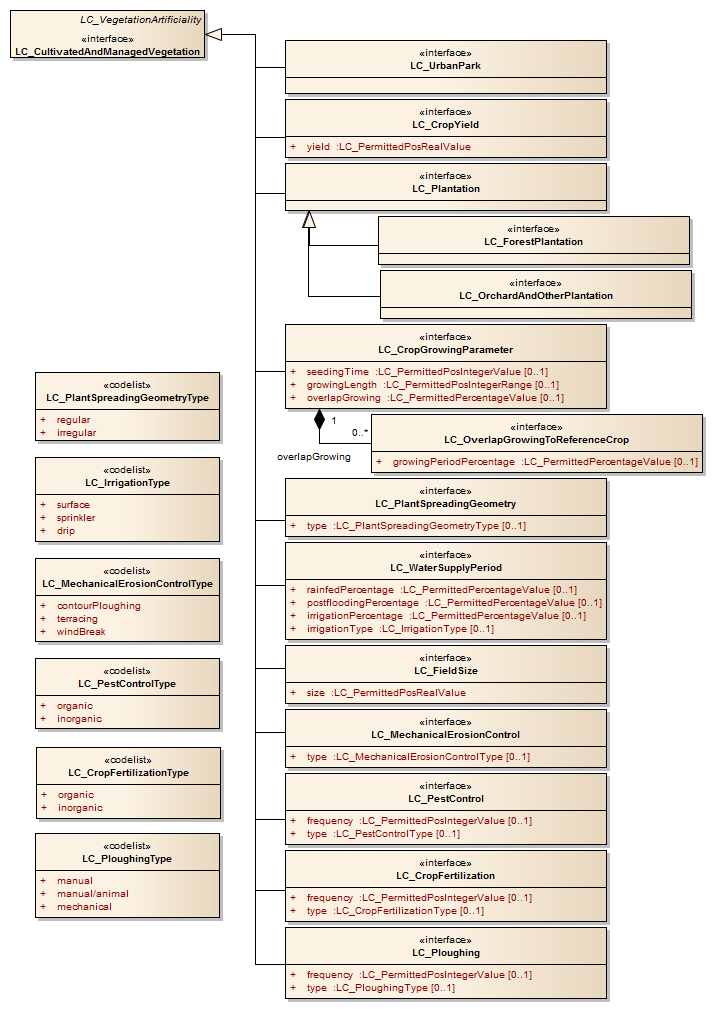 LC_VegetationArtificiality
«interface»
LC_CultivatedAndManagedVegetation
«interface»
LC_UrbanPark
«interface»
LC_CropYield
+ yield :LC_PermittedPosRealValue
«interface»
LC_Plantation
«interface»
LC_ForestPlantation
«interface»
LC_OrchardAndOtherPlantation
«interface»
LC_CropGrowingParameter
+ seedingTime :LC_PermittedPosIntegerValue [0..1]
+ growingLength :LC_PermittedPosIntegerRange [0..1]
+ overlapGrowing :LC_PermittedPercentageValue [0..1]
1
0..*
overlapGrowing
«interface»
LC_OverlapGrowingToReferenceCrop
+ growingPeriodPercentage :LC_PermittedPercentageValue [0..1]
«interface»
LC_PlantSpreadingGeometry
+ type :LC_PlantSpreadingGeometryType [0..1]
«interface»
LC_WaterSupplyPeriod
+ rainfedPercentage :LC_PermittedPercentageValue [0..1]
+ postfloodingPercentage :LC_PermittedPercentageValue [0..1]
+ irrigationPercentage :LC_PermittedPercentageValue [0..1]
+ irrigationType :LC_IrrigationType [0..1]
«interface»
LC_FieldSize
+ size :LC_PermittedPosRealValue
«interface»
LC_MechanicalErosionControl
+ type :LC_MechanicalErosionControlType [0..1]
«interface»
LC_PestControl
+ frequency :LC_PermittedPosIntegerValue [0..1]
+ type :LC_PestControlType [0..1]
«interface»
LC_CropFertilization
+ frequency :LC_PermittedPosIntegerValue [0..1]
+ type :LC_CropFertilizationType [0..1]
«interface»
LC_Ploughing
+ frequency :LC_PermittedPosIntegerValue [0..1]
+ type :LC_PloughingType [0..1]
«codelist»
LC_PlantSpreadingGeometryType
+ regular
+ irregular
«codelist»
LC_IrrigationType
+ surface
+ sprinkler
+ drip
«codelist»
LC_MechanicalErosionControlType
+ contourPloughing
+ terracing
+ windBreak
«codelist»
LC_PestControlType
+ organic
+ inorganic
«codelist»
LC_CropFertilizationType
+ organic
+ inorganic
«codelist»
LC_PloughingType
+ manual
+ manual/animal
+ mechanical